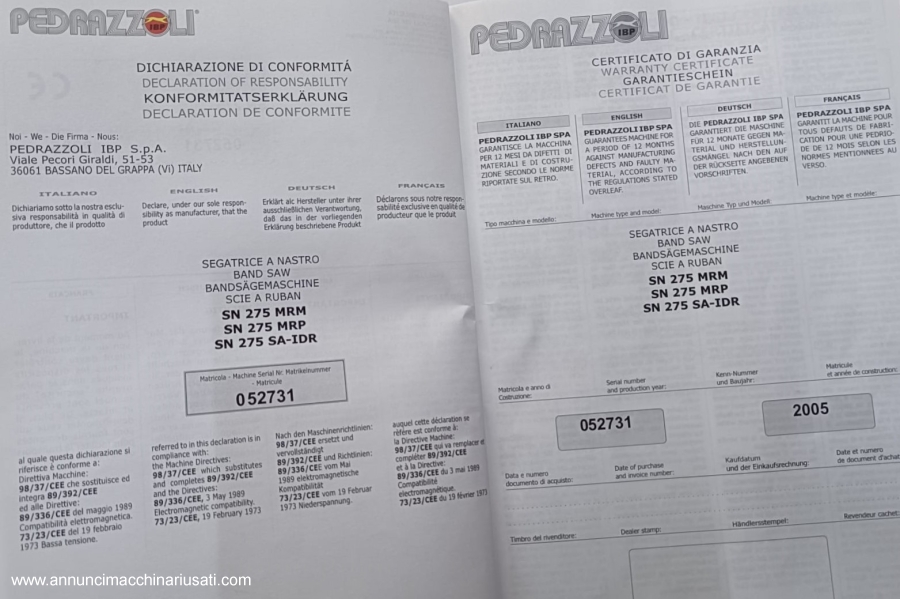 PEDRAZZOLI
IBP
DICHIARAZIONE DI CONFORMITÁ
DECLARATION OF RESPONSABILITY
KONFORMITATSERKLÄRUNG
DECLARATION DE CONFORMITE
Noi - We - Die Firma - Nous:
PEDRAZZOLI IBP S.p.A.
Viale Pecori Giraldi, 51-53
36061 BASSANO DEL GRAPPA (Vi) ITALY
ITALIANO
Dichiariamo sotto la nostra esclu-
siva responsabilità in qualità di
produttore, che il prodotto
ENGLISH
Declare, under our sole respon-
sibility as manufacturer, that the
product
DEUTSCH
Erklärt alc Hersteller unter ihrer
ausschließlichen Verantwortung,
daß das in der vorliegenden
Erklärung beschriebene Produkt
FRANÇAIS
Déclarons sous notre respon-
sabilité exclusive en qualité de
producteur que le produit
SEGATRICE A NASTRO
BAND SAW
BANDSÄGEMASCHINE
SCIE A RUBAN
SN 275 MRM
SN 275 MRP
SN 275 SA-IDR
Matricola - Machine Serial Nr. Matrikelnummer
- Matricule
052731
al quale questa dichiarazione si
riferisce è conforme a:
Direttiva Macchine:
98/37/CEE che sostituisce ed
integra 89/392/CEE
ed alle Direttive:
89/336/CEE del maggio 1989
Compatibilità elettromagnetica.
73/23/CEE del 19 febbraio
1973 Bassa tensione.
referred to in this declaration is in
compliance with:
the Machine Directives:
98/37/CEE which substitutes
and completes 89/392/CEE
and the Directives:
89/336/CEE, 3 May 1989
Electromagnetic compatibility.
73/23/CEE, 19 February 1973
Nach den Maschinenrichtlinien:
98/37/CEE ersetzt und
vervollständigt
89/392/CEE und Richtlinien:
89/336/CEE vom Mai
1989 elektromagnetische
Kompatibilität
73/23/CEE vom 19 Februar
1973 Niederspannung.
auquel cette déclaration se
réfère est conforme à:
la Directive Machine:
98/37/CEE qui va remplacer et
compléter 89/392/CEE
et à la Directive:
89/336/CEE du 3 mai 1989
Compatibilité
electromagnétique.
73/23/CEE du 19 février 1973
PEDRAZZOLI
IBP
CERTIFICATO DI GARANZIA
WARRANTY CERTIFICATE
GARANTIESCHEIN
CERTIFICAT DE GARANTIE
ITALIANO
PEDRAZZOLI IBP SPA
GARANTISCE LA MACCHINA
PER 12 MESI DA DIFETTI DI
MATERIALI E DI COSTRU-
ZIONE SECONDO LE NORME
RIPORTATE SUL RETRO.
ENGLISH
PEDRAZZOLI IBP SPA
GUARANTEES MACHINE FOR
A PERIOD OF 12 MONTHS
AGAINST MANUFACTURING
DEFECTS AND FAULTY MA-
TERIAL, ACCORDING TO
THE REGULATIONS STATED
OVERLEAF.
DEUTSCH
DIE PEDRAZZOLI IBP SPA
GARANTIERT DIE MASCHINE
FÜR 12 MONATE GEGEN MA-
TERIAL UND HERSTELLUN-
GSMÄNGEL NACH DEN AUF
DER RÜCKSEITE ANGEBENEN
VORSCHRIFTEN.
FRANÇAIS
PEDRAZZOLI IBP SPA
GARANTIT LA MACHINE POUR
TOUS DEFAUTS DE FABRI-
CATION POUR UNE PEDRIO-
DE DE 12 MOIS SELON LES
NORMES MENTIONNEES AU
VERSO.
Tipo macchina e modello:
Machine type and model:
Maschine Typ und Modell:
Machine type et modèle:
SEGATRICE A NASTRO
BAND SAW
BANDSÄGEMASCHINE
SCIE A RUBAN
SN 275 MRM
SN 275 MRP
SN 275 SA-IDR
Matricola e anno di
Costruzione:
Serial number
and production year:
Kenn-Nummer
und Baujahr:
Matricule
et année de construction:
052731
2005
Data e numero
documento di acquisto:
Date of purchase
and invoice number:
Kaufdatum
und der Einkaufsrechnung:
Date et numéro
de document d'achat
Timbro del rivenditore:
Dealer stamp:
Händlersstempel:
Revendeur cachet:
www.annuncimacchinariusati.com